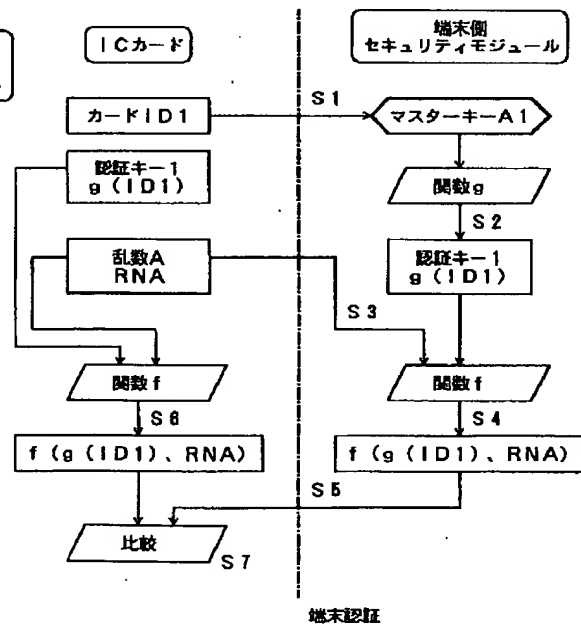 ICカード
端末側
セキュリティモジュール
カードID1
S1
マスターキーA1
認証キー1
g(ID1)
関数g
S2
乱数A
RNA
認証キー1
g(ID1)
S3
関数f
関数f
S6
S4
f(g(ID1)、RNA)
f(g(ID1)、RNA)
S5
比較
S7
端末認証